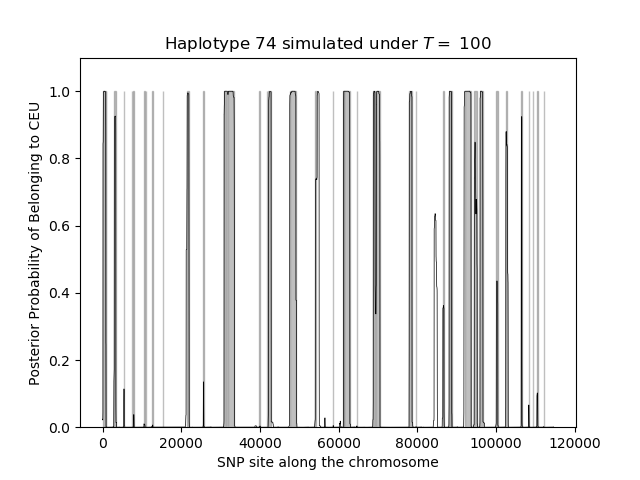 Haplotype 74 simulated under T = 100
Posterior Probability of Belonging to CEU
1.0
0.8
0.6
0.4
0.2
0.0
0 20000 40000 60000 80000 100000 120000
SNP site along the chromosome